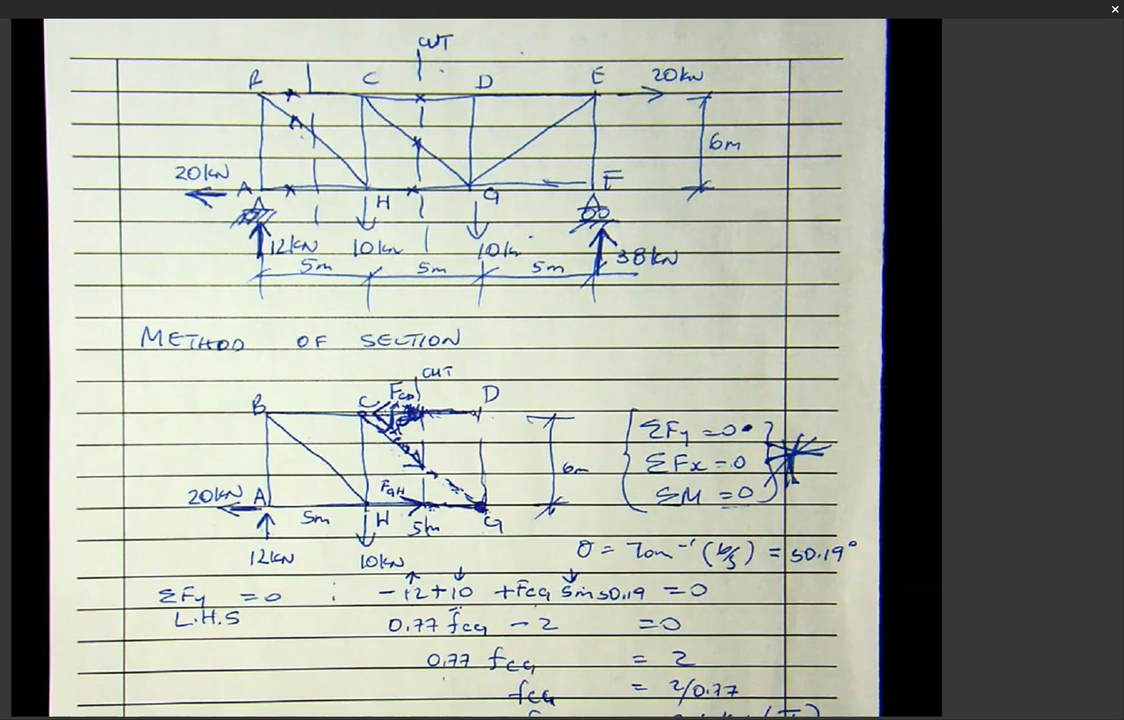 CUT
B C D E 20kN
6m
20kN A H G F
12kN 10kN 10k 38kN
5m 5m 5m
METHOD OF SECTION
CUT
B C FCD D
ΣFy = 0
ΣFx = 0
6m
ΣM = 0
20kN A FGH
5m H 5m G
12kN 10kN
θ = Tan⁻¹ (6/5) = 50.19°
ΣFy = 0 : -12+10 +FCG Sin50.19 = 0
L.H.S
0.77 fCG - 2 = 0
0.77 fCG = 2
fCG = 2/0.77